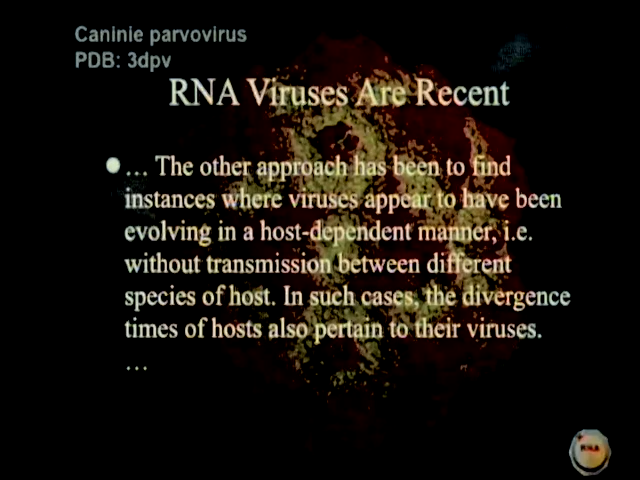 Caninie parvovirus
PDB: 3dpv
RNA Viruses Are Recent
… The other approach has been to find
instances where viruses appear to have been
evolving in a host-dependent manner, i.e.
without transmission between different
species of host. In such cases, the divergence
times of hosts also pertain to their viruses.
…
RNA